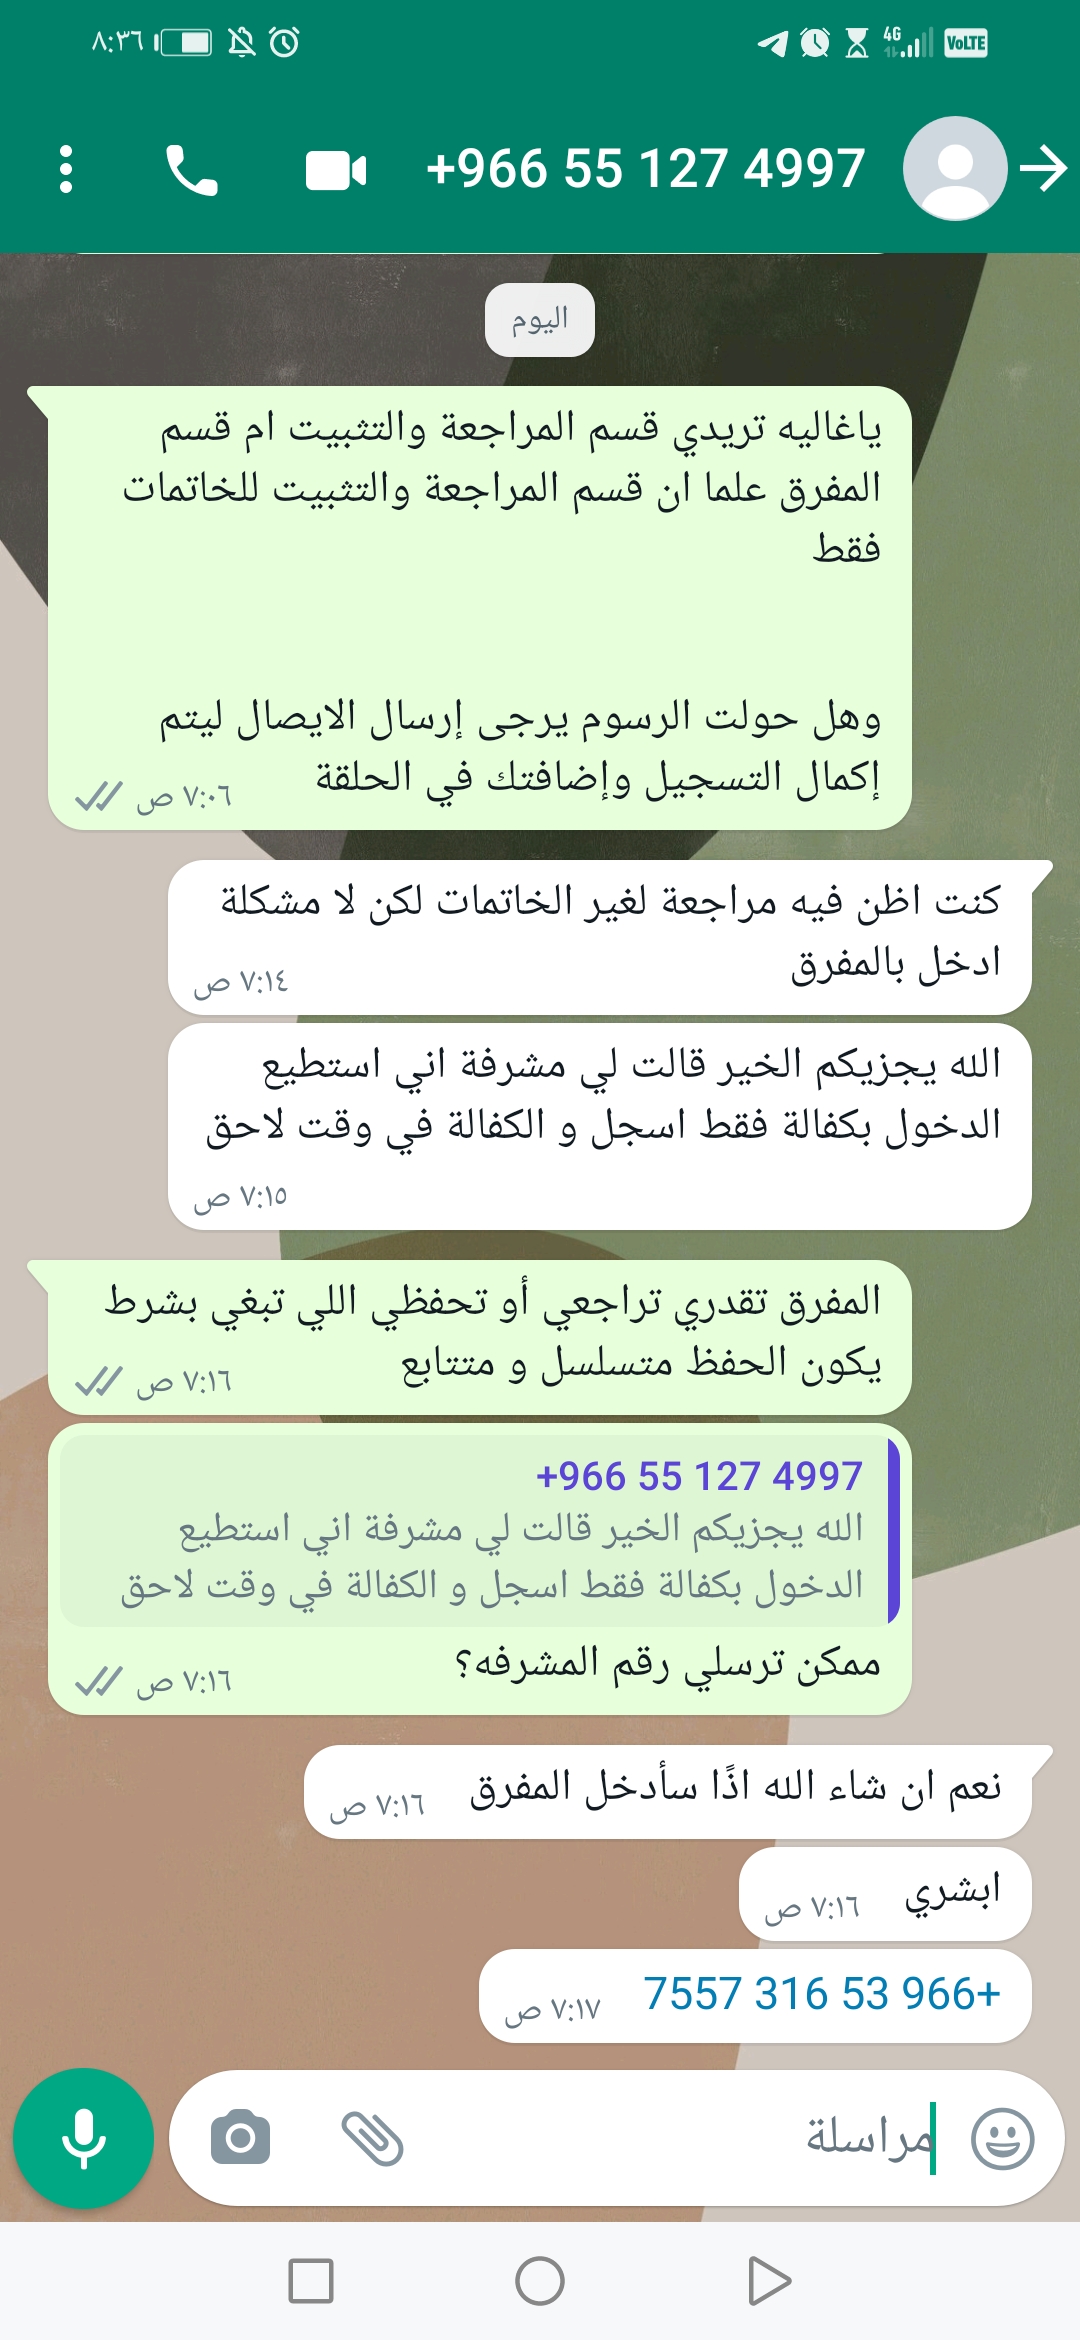 ٨:٣٦
4G
VoLTE
+966 55 127 4997
اليوم
ياغاليه تريدي قسم المراجعة والتثبيت ام قسم
المفرق علما ان قسم المراجعة والتثبيت للخاتمات
فقط
وهل حولت الرسوم يرجى إرسال الايصال ليتم
إكمال التسجيل وإضافتك في الحلقة
٧:٠٦ ص
كنت اظن فيه مراجعة لغير الخاتمات لكن لا مشكلة
ادخل بالمفرق
٧:١٤ ص
الله يجزيكم الخير قالت لي مشرفة اني استطيع
الدخول بكفالة فقط اسجل و الكفالة في وقت لاحق
٧:١٥ ص
المفرق تقدري تراجعي أو تحفظي اللي تبغي بشرط
يكون الحفظ متسلسل و متتابع
٧:١٦ ص
+966 55 127 4997
الله يجزيكم الخير قالت لي مشرفة اني استطيع
الدخول بكفالة فقط اسجل و الكفالة في وقت لاحق
ممكن ترسلي رقم المشرفه؟
٧:١٦ ص
نعم ان شاء الله اذًا سأدخل المفرق
٧:١٦ ص
ابشري
٧:١٦ ص
7557 316 53 966+
٧:١٧ ص
مراسلة